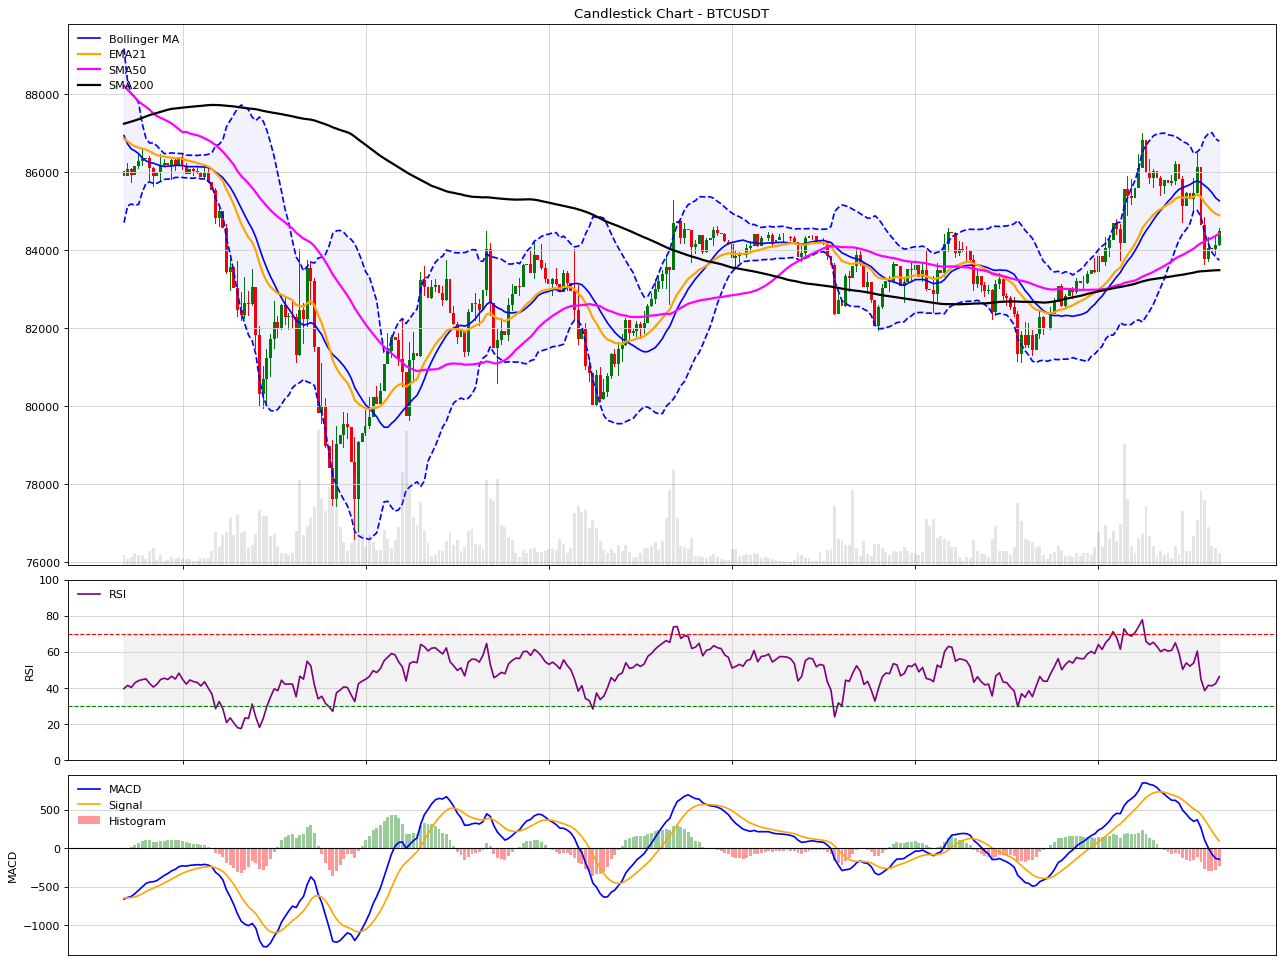 Candlestick Chart - BTCUSDT
Bollinger MA
EMA21
SMA50
SMA200
88000
86000
84000
82000
80000
78000
76000
100
RSI
80
60
RSI
40
20
0
MACD
Signal
Histogram
500
0
MACD
−500
−1000